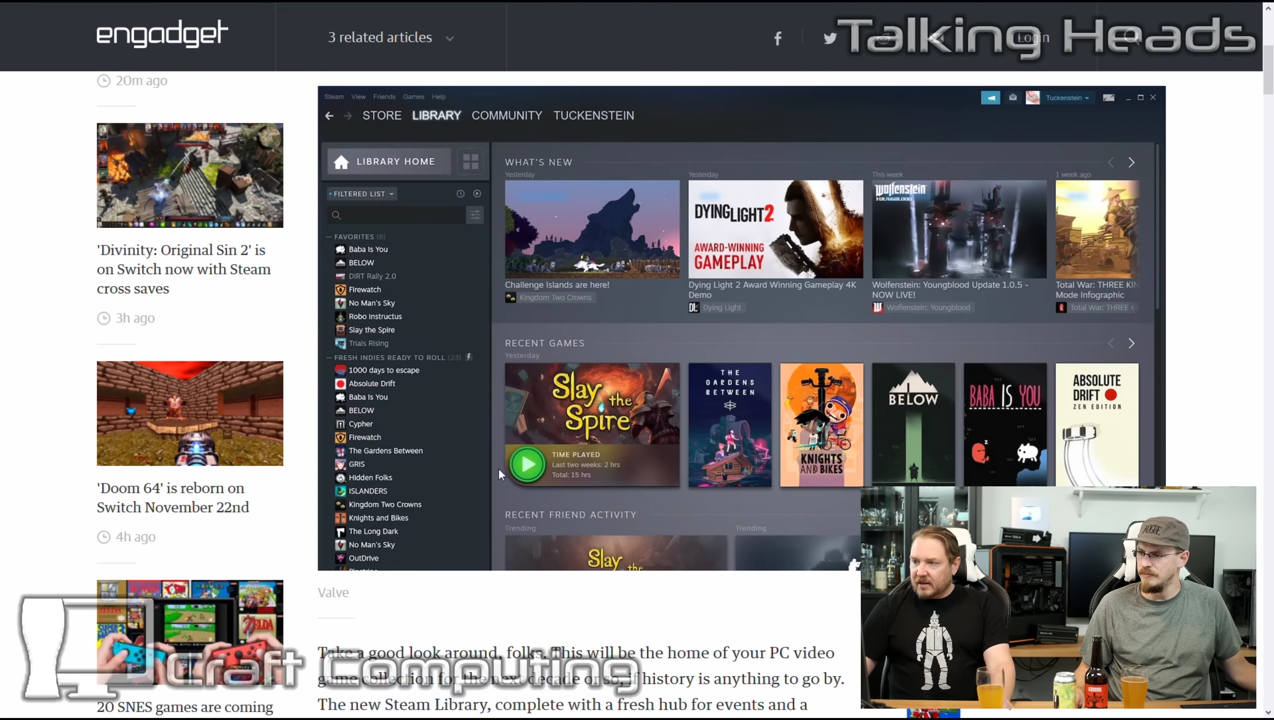 engadget
3 related articles
Talking Heads
20m ago
'Divinity: Original Sin 2' is
on Switch now with Steam
cross saves
3h ago
'Doom 64' is reborn on
Switch November 22nd
4h ago
20 SNES games are coming
Steam View Friends Games Help
Tuckenstein
STORE LIBRARY COMMUNITY TUCKENSTEIN
LIBRARY HOME
FILTERED LIST
FAVORITES (8)
Baba Is You
BELOW
DiRT Rally 2.0
Firewatch
No Man's Sky
Robo Instructus
Slay the Spire
Trials Rising
FRESH INDIES READY TO ROLL (23)
1000 days to escape
Absolute Drift
Baba Is You
BELOW
Cypher
Firewatch
The Gardens Between
GRIS
Hidden Folks
ISLANDERS
Kingdom Two Crowns
Knights and Bikes
The Long Dark
No Man's Sky
OutDrive
WHAT'S NEW
Yesterday
Yesterday
This week
1 week ago
DYING LIGHT 2
AWARD-WINNING
GAMEPLAY
Wolfenstein
YOUNGBLOOD
Challenge Islands are here!
Kingdom Two Crowns
Dying Light 2 Award Winning Gameplay 4K
Demo
Dying Light
Wolfenstein: Youngblood Update 1.0.5 -
NOW LIVE!
Wolfenstein: Youngblood
Total War: THREE KIN
Mode Infographic
Total War: THREE K
RECENT GAMES
Yesterday
Slay
the
Spire
TIME PLAYED
Last two weeks: 2 hrs
Total: 15 hrs
THE
GARDENS
BETWEEN
KNIGHTS
AND BIKES
BELOW
BABA IS YOU
ABSOLUTE
DRIFT
ZEN EDITION
RECENT FRIEND ACTIVITY
Trending
Trending
Slay
the
Valve
Take a good look around, folks. This will be the home of your PC video
game collection for the next decade or so, if history is anything to go by.
The new Steam Library, complete with a fresh hub for events and a
Craft Computing